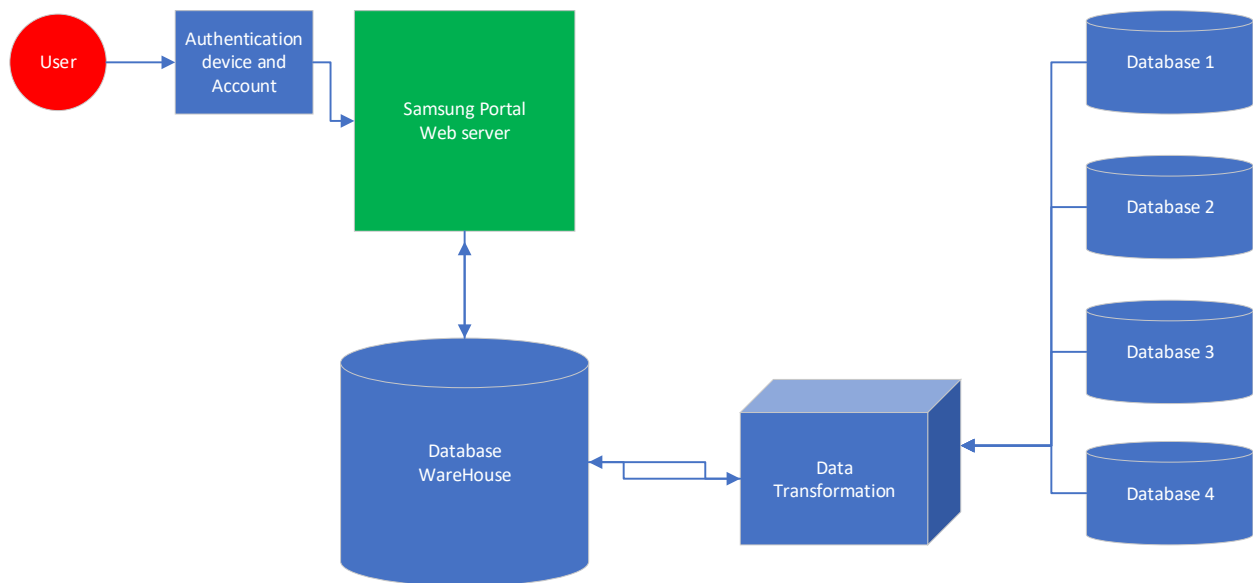 User
Authentication
device and
Account
Samsung Portal
Web server
Database 1
Database 2
Database 3
Database 4
Database
WareHouse
Data
Transformation